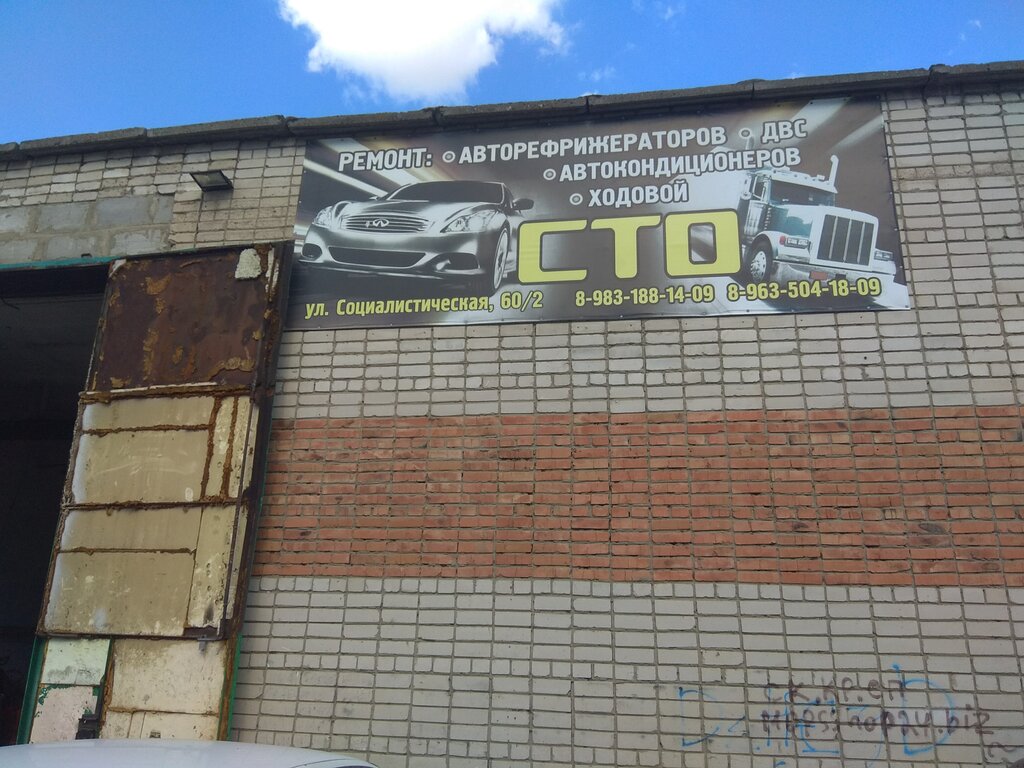 РЕМОНТ: АВТОРЕФРИЖЕРАТОРОВ ДВС
АВТОКОНДИЦИОНЕРОВ
ХОДОВОЙ
СТО
ул. Социалистическая, 60/2 8-983-188-14-09 8-963-504-18-09